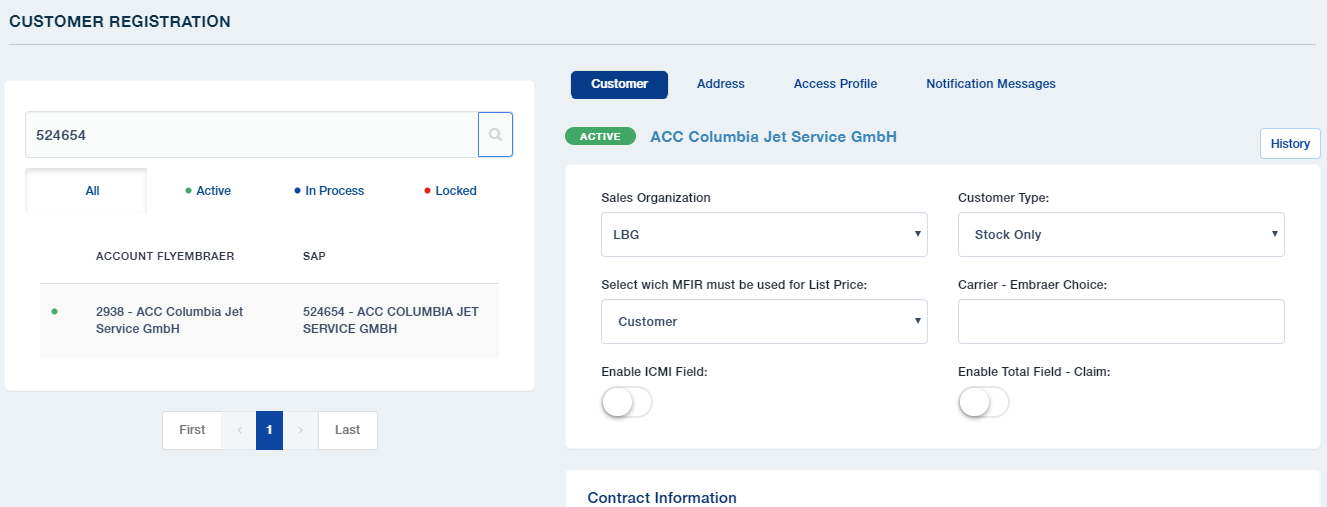 CUSTOMER REGISTRATION
524654
All
Active
In Process
Locked
ACCOUNT FLYEMBRAER
SAP
2938 - ACC Columbia Jet
Service GmbH
524654 - ACC COLUMBIA JET
SERVICE GMBH
First
‹
1
›
Last
Customer
Address
Access Profile
Notification Messages
ACTIVE
ACC Columbia Jet Service GmbH
History
Sales Organization
LBG
Customer Type:
Stock Only
Select wich MFIR must be used for List Price:
Customer
Carrier - Embraer Choice:
Enable ICMI Field:
Enable Total Field - Claim:
Contract Information